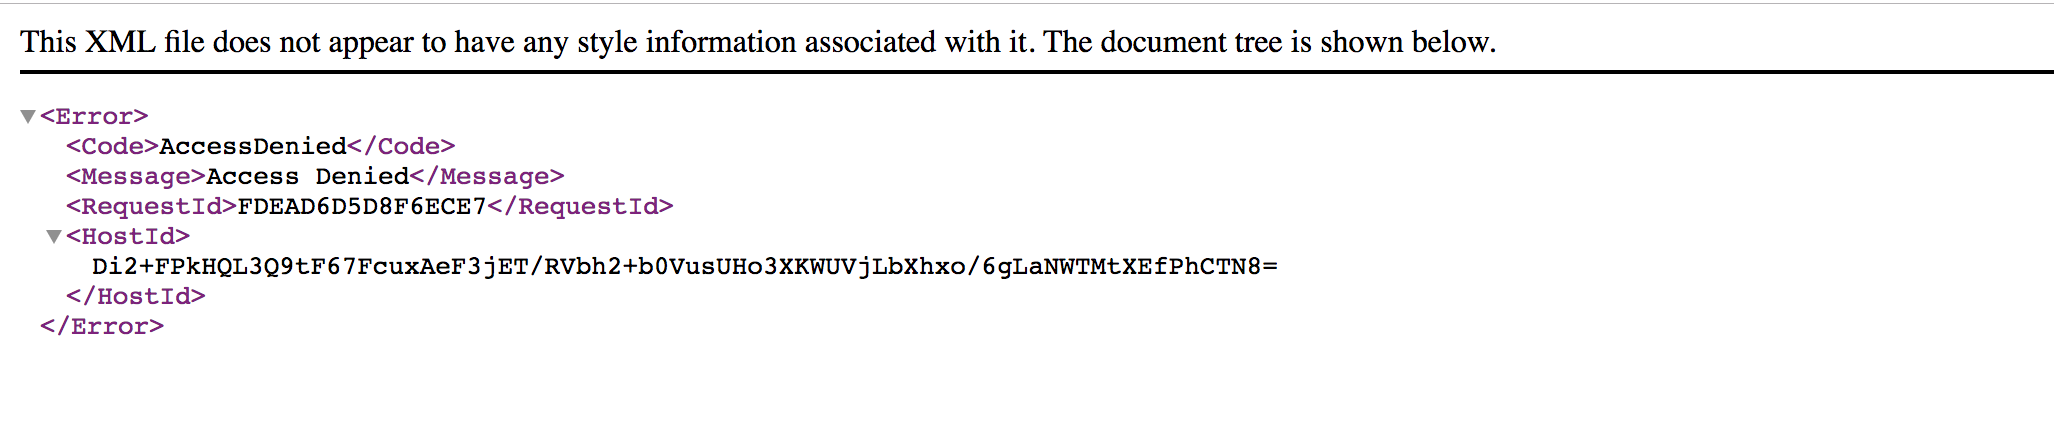 This XML file does not appear to have any style information associated with it. The document tree is shown below.
▼<Error>
<Code>AccessDenied</Code>
<Message>Access Denied</Message>
<RequestId>FDEAD6D5D8F6ECE7</RequestId>
▼<HostId>
Di2+FPkHQL3Q9tF67FcuxAeF3jET/RVbh2+b0VusUHo3XKWUVjLbXhxo/6gLaNWTMtXEfPhCTN8=
</HostId>
</Error>